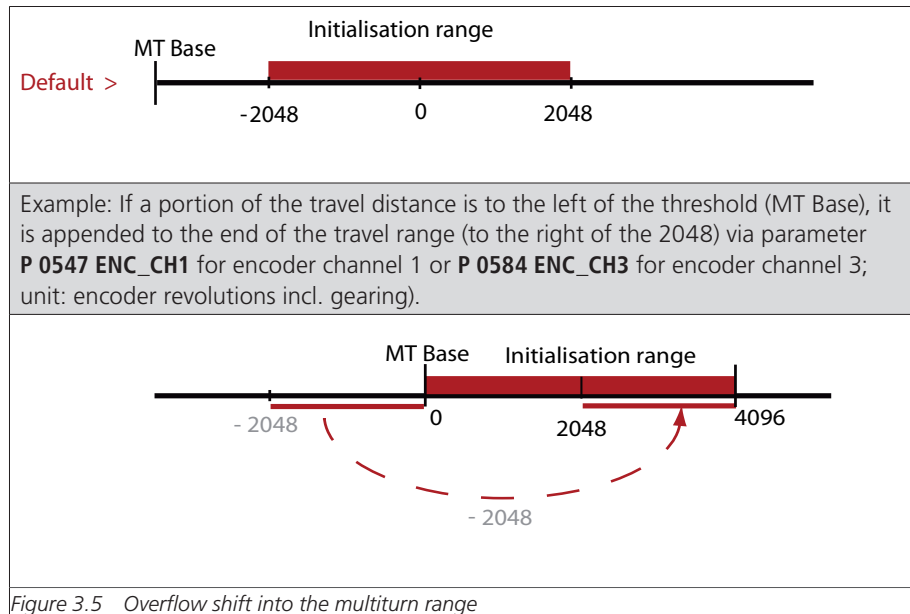 Initialisation range
MT Base
Default >
-2048
0
2048
Example: If a portion of the travel distance is to the left of the threshold (MT Base), it
is appended to the end of the travel range (to the right of the 2048) via parameter
P 0547 ENC_CH1 for encoder channel 1 or P 0584 ENC_CH3 for encoder channel 3;
unit: encoder revolutions incl. gearing).
MT Base
Initialisation range
- 2048
0
2048
4096
- 2048
Figure 3.5 Overflow shift into the multiturn range